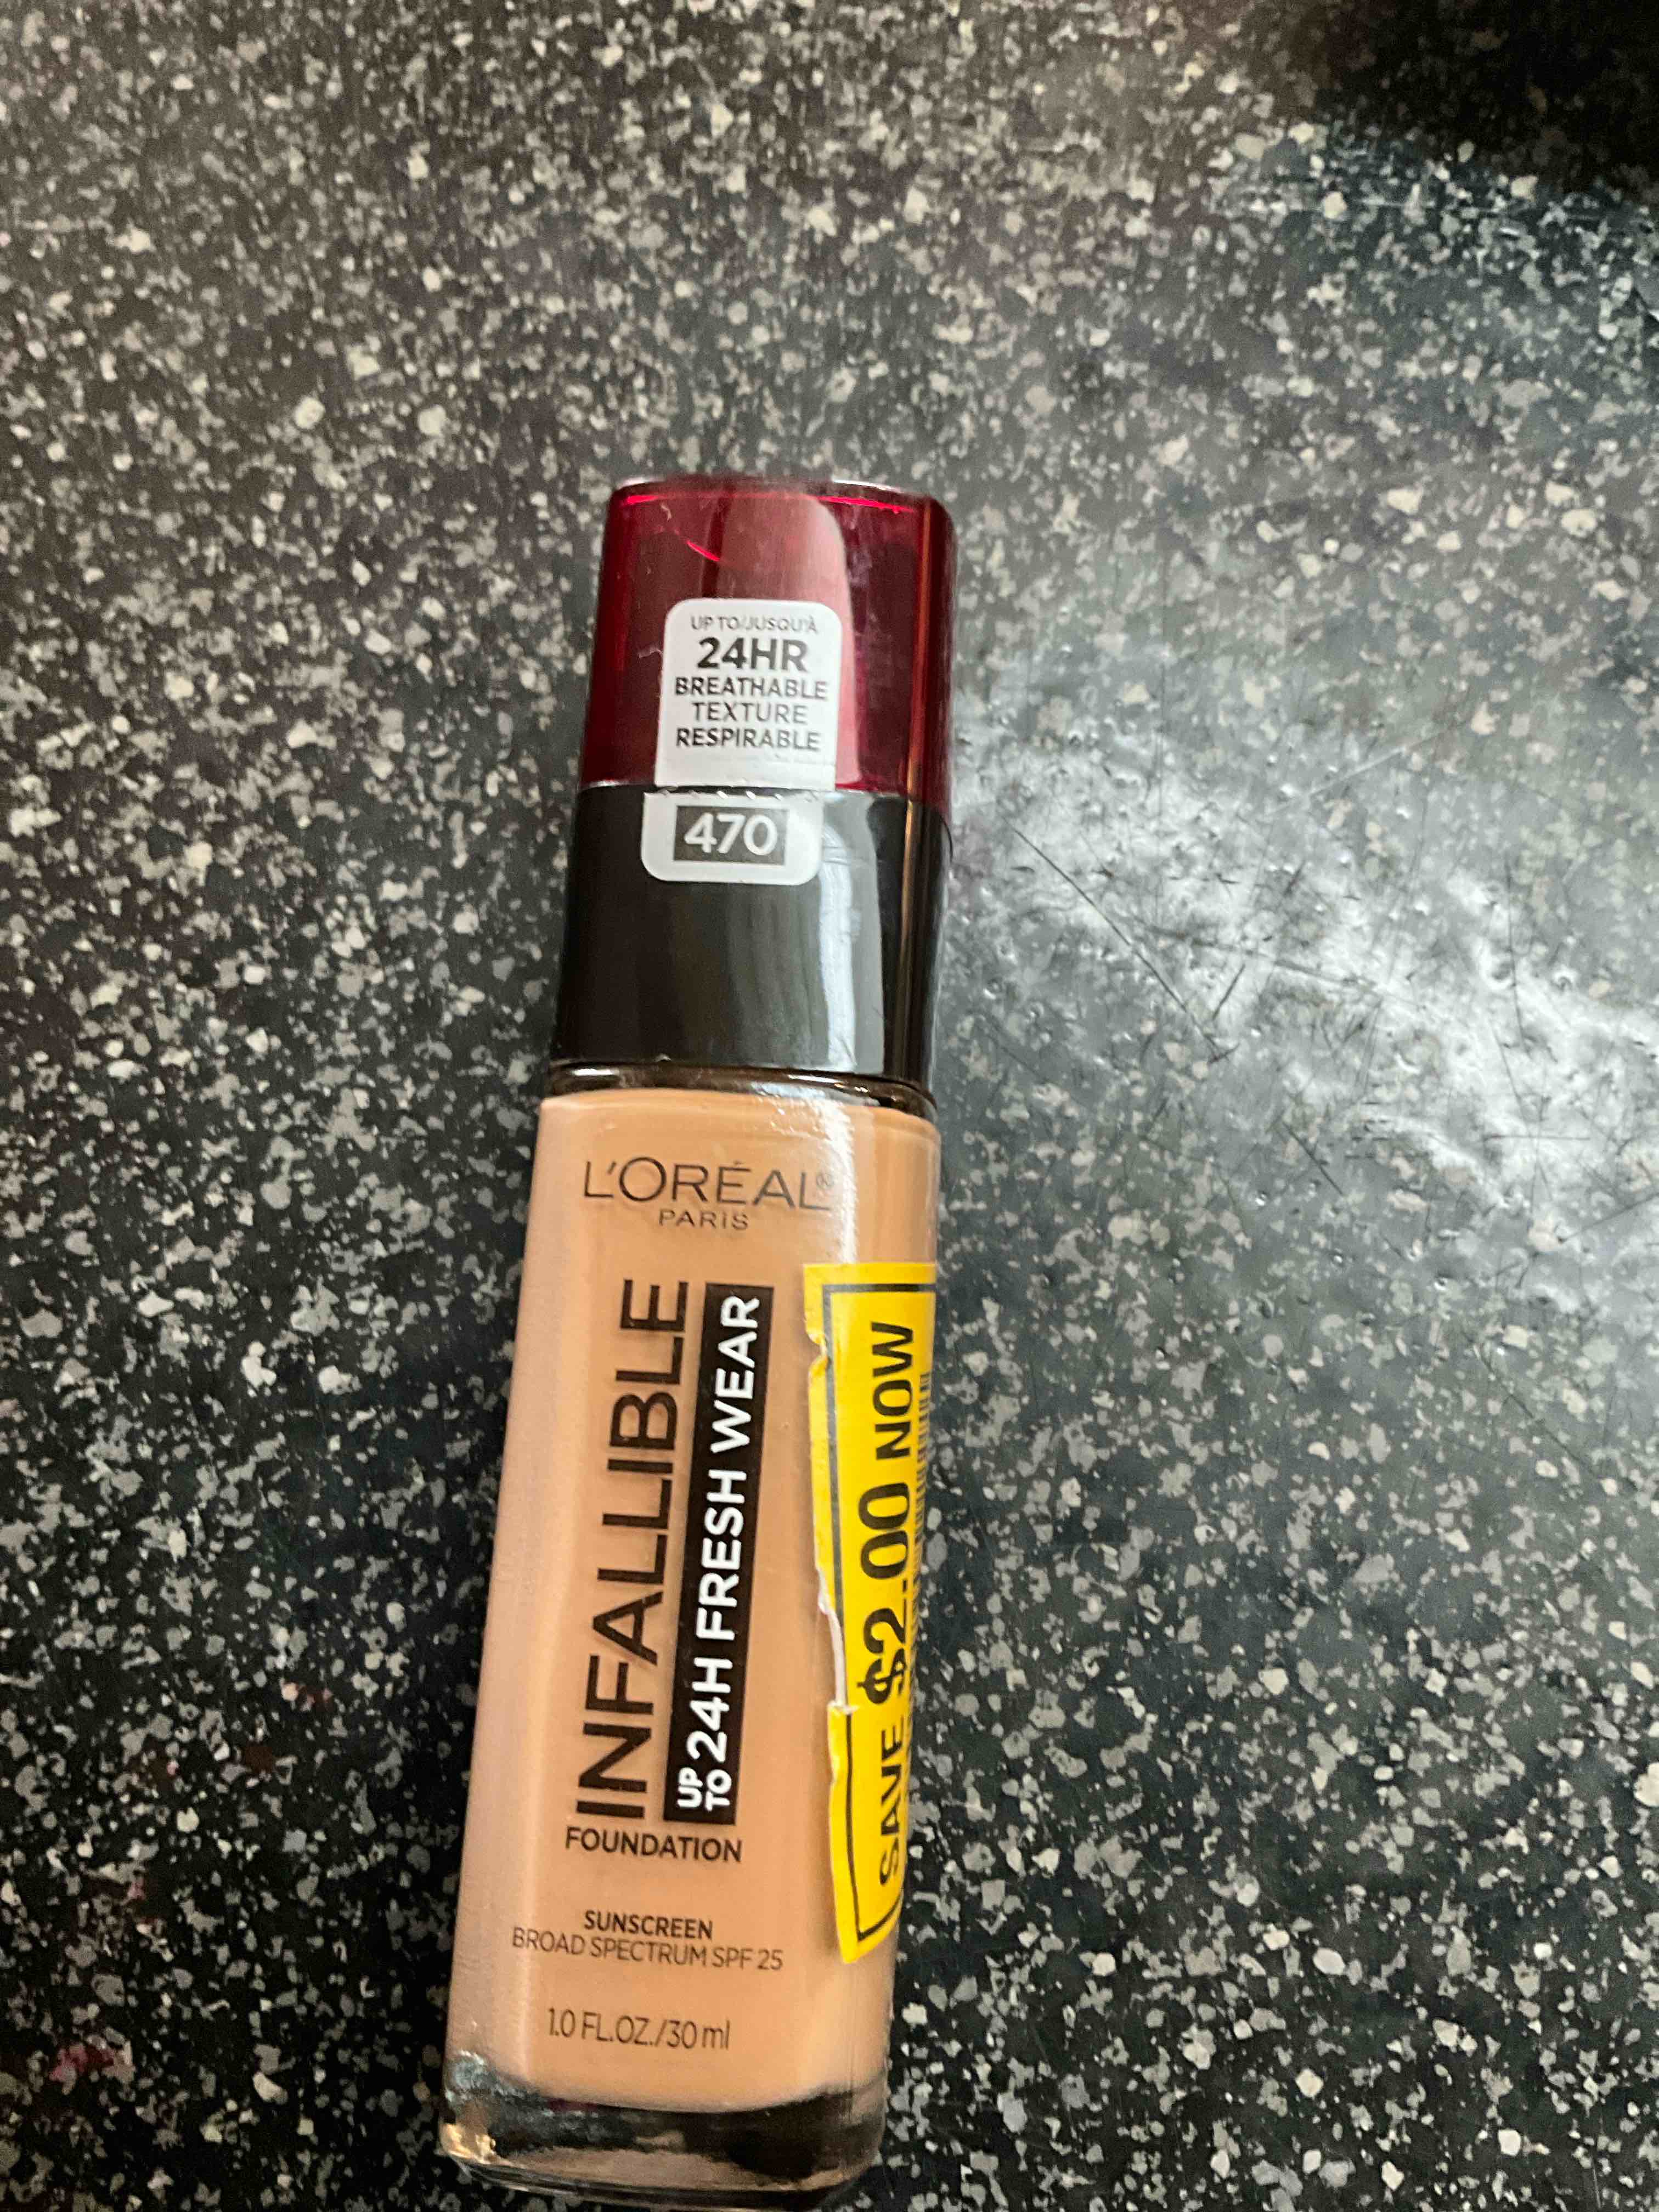 UP TO/JUSQU'À
24HR
BREATHABLE
TEXTURE
RESPIRABLE
470
L'ORÉAL®
PARIS
INFALLIBLE
UP TO 24H FRESH WEAR
FOUNDATION
SUNSCREEN
BROAD SPECTRUM SPF 25
1.0 FL.OZ./30 ml
SAVE $2.00 NOW